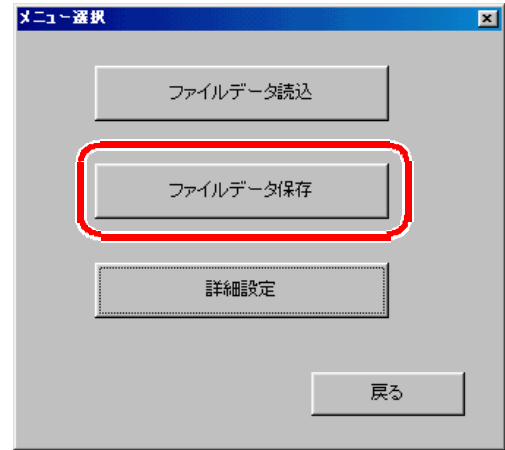 メニュー選択
ファイルデータ読込
ファイルデータ保存
詳細設定
戻る